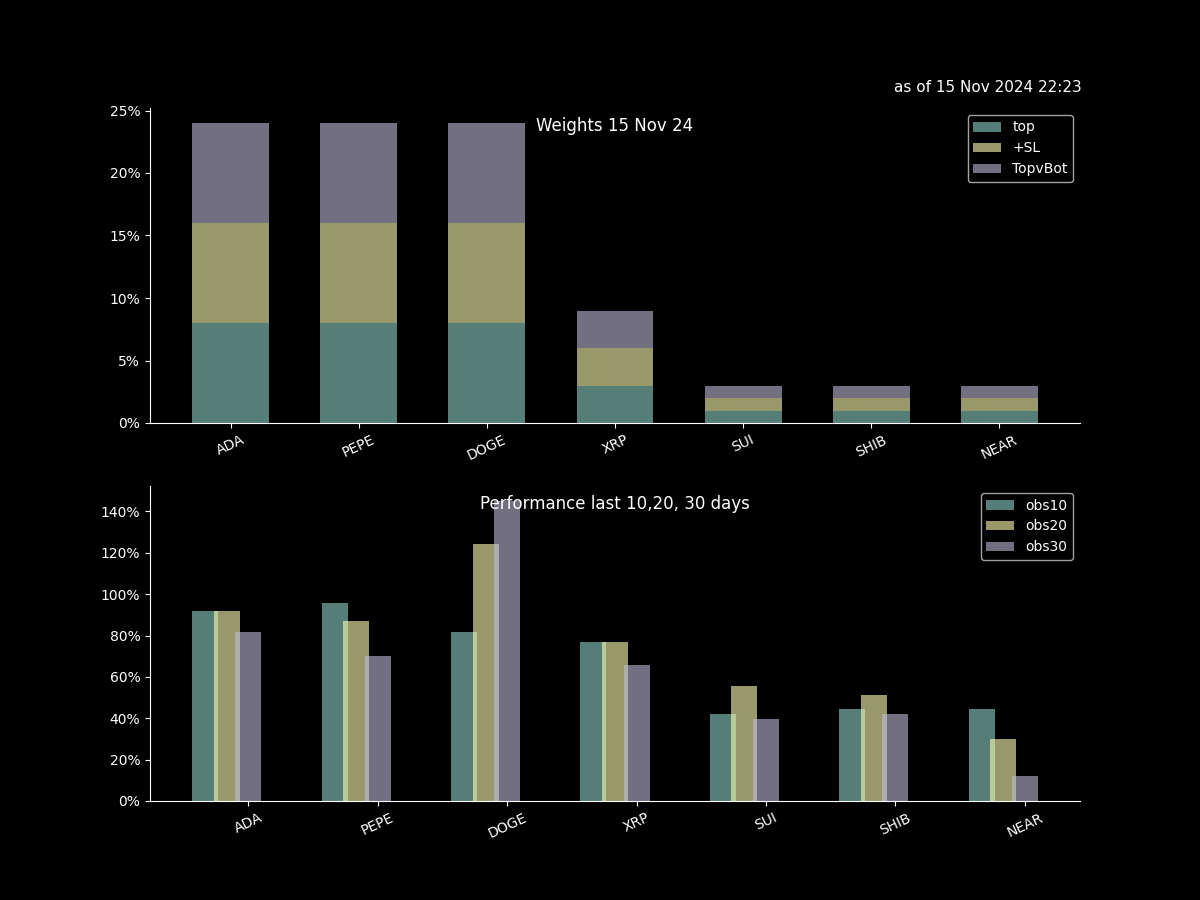 as of 15 Nov 2024 22:23
Weights 15 Nov 24
top
+SL
TopvBot
25%
20%
15%
10%
5%
0%
ADA PEPE DOGE XRP SUI SHIB NEAR
Performance last 10,20, 30 days
obs10
obs20
obs30
140%
120%
100%
80%
60%
40%
20%
0%
ADA PEPE DOGE XRP SUI SHIB NEAR